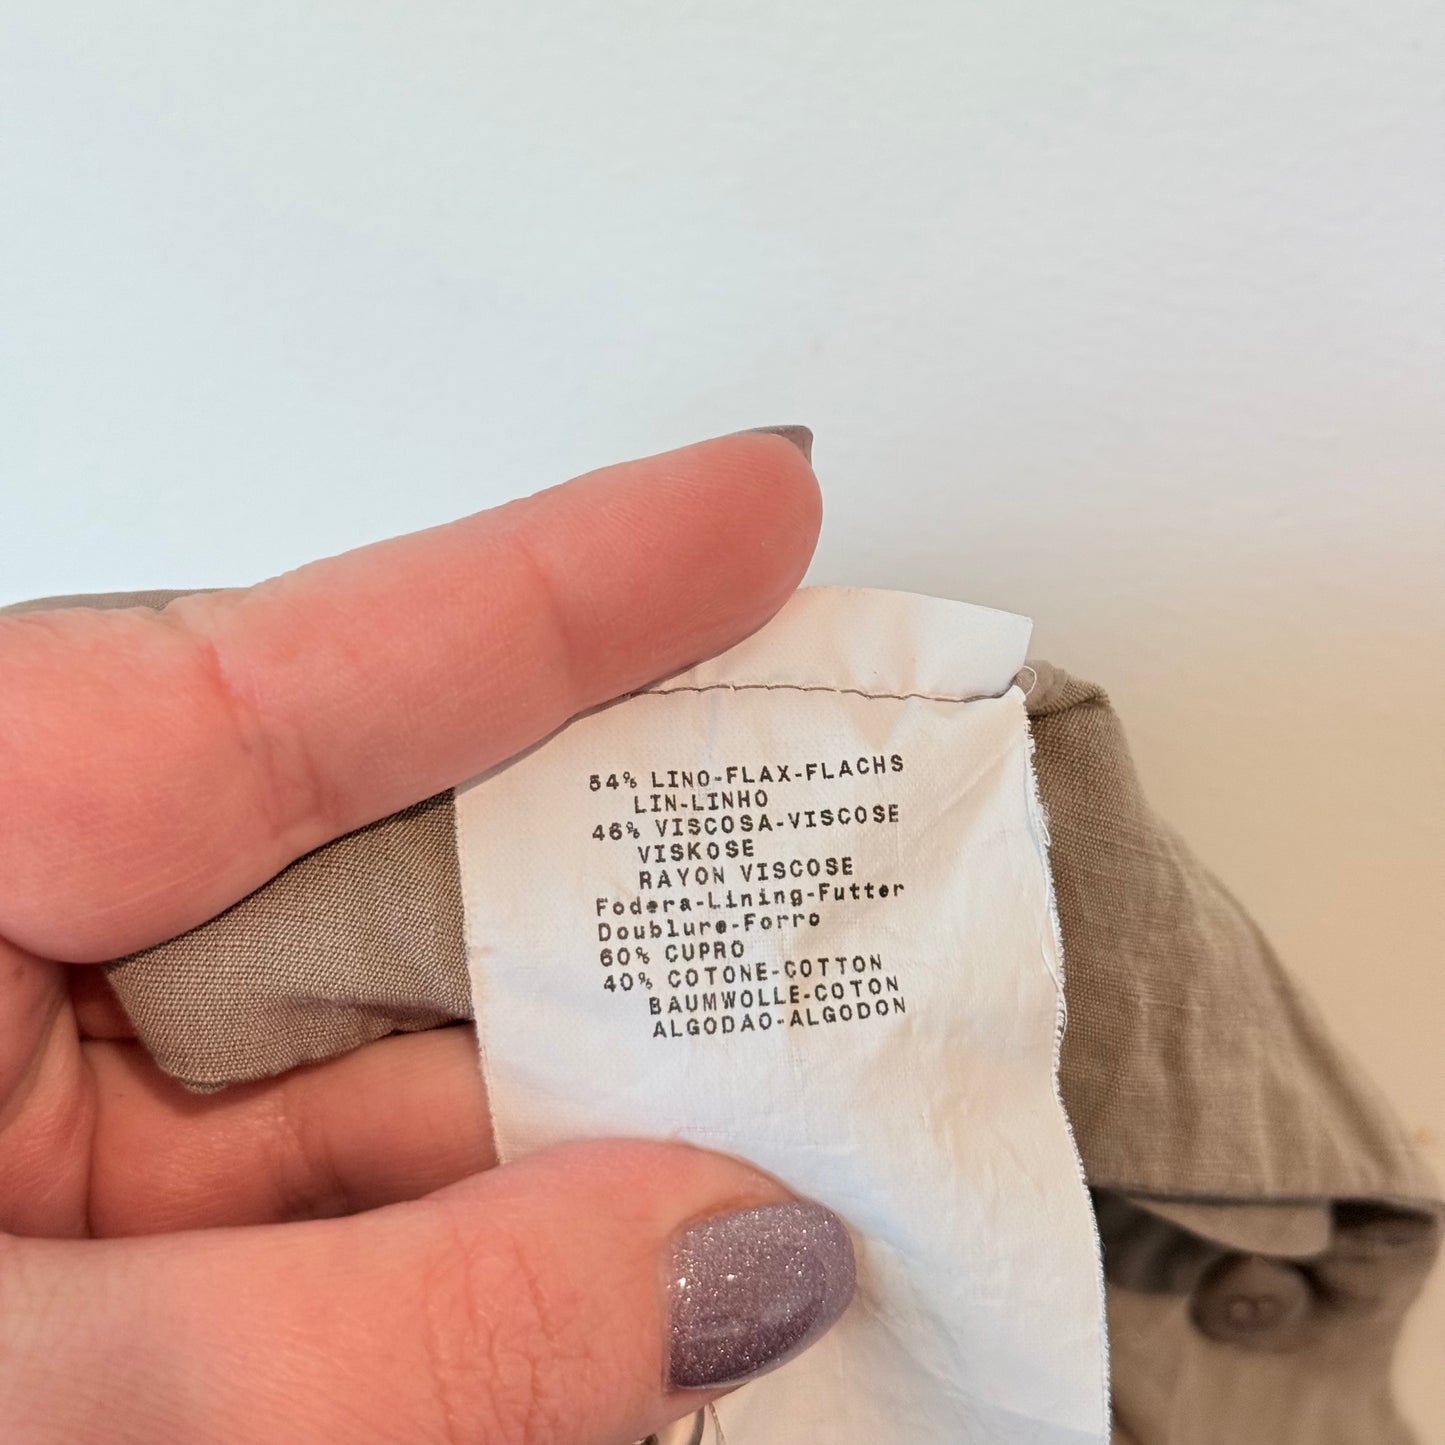 54% LINO-FLAX-FLACHS
LIN-LINHO
46% VISCOSA-VISCOSE
VISKOSE
RAYON VISCOSE
Fodera-Lining-Futter
Doublure-Forro
60% CUPRO
40% COTONE-COTTON
BAUMWOLLE-COTON
ALGODAO-ALGODON